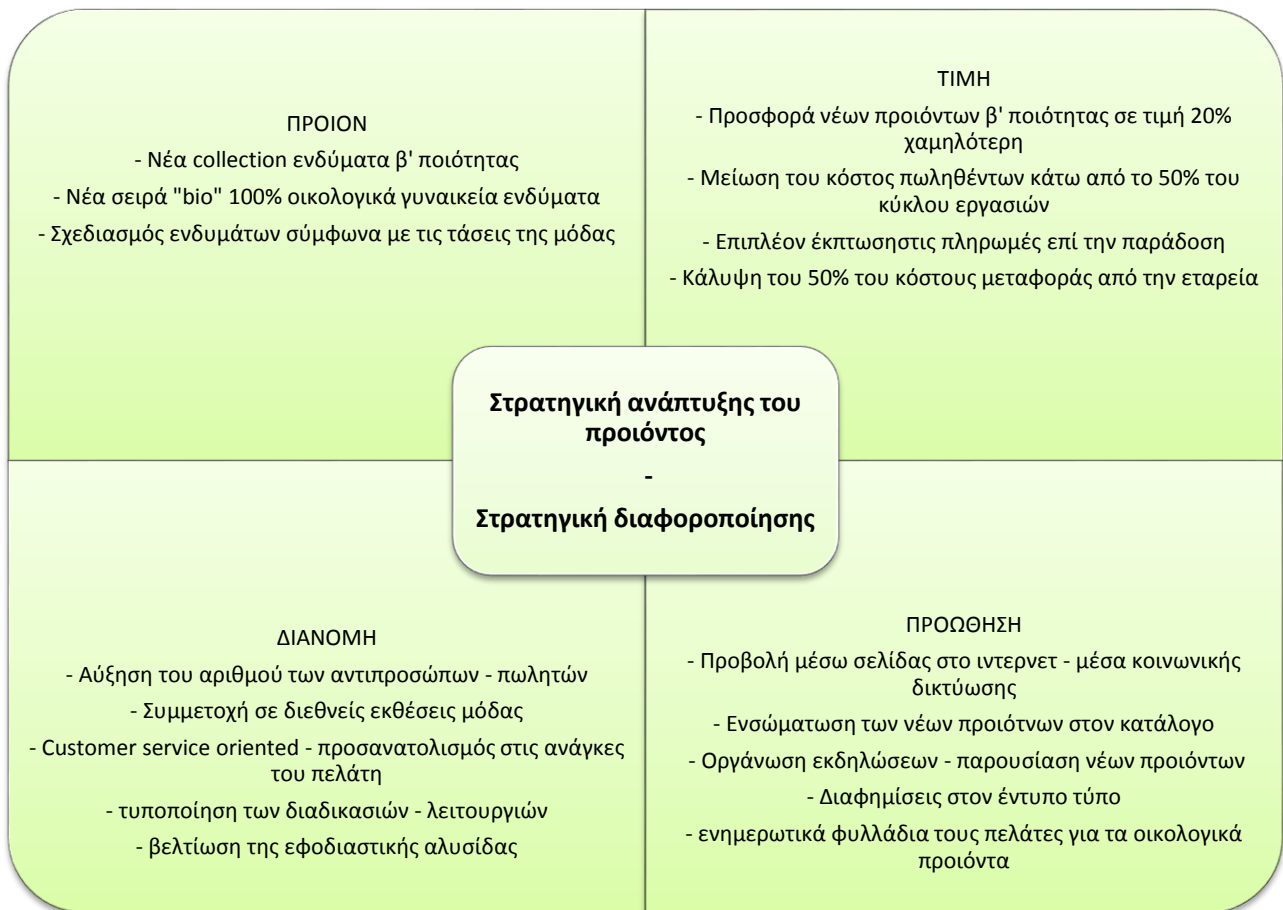 ΠΡΟΙΟΝ
- Νέα collection ενδύματα β' ποιότητας
- Νέα σειρά "bio" 100% οικολογικά γυναικεία ενδύματα
- Σχεδιασμός ενδυμάτων σύμφωνα με τις τάσεις της μόδας
ΤΙΜΗ
- Προσφορά νέων προιόντων β' ποιότητας σε τιμή 20%
χαμηλότερη
- Μείωση του κόστος πωληθέντων κάτω από το 50% του
κύκλου εργασιών
- Επιπλέον έκπτωσηστις πληρωμές επί την παράδοση
- Κάλυψη του 50% του κόστους μεταφοράς από την εταρεία
Στρατηγική ανάπτυξης του
προιόντος
-
Στρατηγική διαφοροποίησης
ΔΙΑΝΟΜΗ
- Αύξηση του αριθμού των αντιπροσώπων - πωλητών
- Συμμετοχή σε διεθνείς εκθέσεις μόδας
- Customer service oriented - προσανατολισμός στις ανάγκες
του πελάτη
- τυποποίηση των διαδικασιών - λειτουργιών
- βελτίωση της εφοδιαστικής αλυσίδας
ΠΡΟΩΘΗΣΗ
- Προβολή μέσω σελίδας στο ιντερνετ - μέσα κοινωνικής
δικτύωσης
- Ενσώματωση των νέων προιότνων στον κατάλογο
- Οργάνωση εκδηλώσεων - παρουσίαση νέων προιόντων
- Διαφημίσεις στον έντυπο τύπο
- ενημερωτικά φυλλάδια τους πελάτες για τα οικολογικά
προιόντα